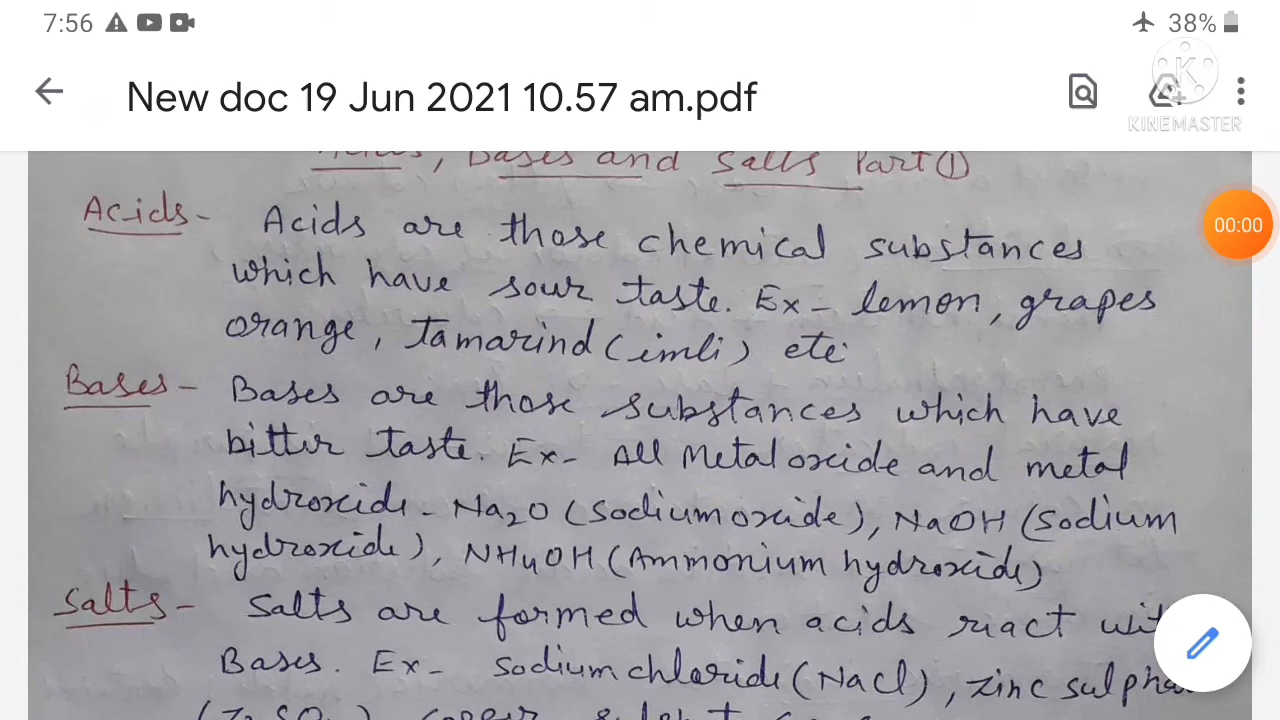 7:56
38%
New doc 19 Jun 2021 10.57 am.pdf
KINEMASTER
Acids, Bases and Salts Part ①
00:00
Acids - Acids are those chemical substances
which have sour taste. Ex - lemon, grapes
orange, Tamarind (imli) etc
Bases - Bases are those substances which have
bitter taste. Ex - All Metal oxide and metal
hydroxide - Na₂O (Sodium oxide), NaOH (Sodium
hydroxide), NH₄OH (Ammonium hydroxide)
Salts - Salts are formed when acids react
Bases. Ex - Sodium chloride (NaCl), zinc